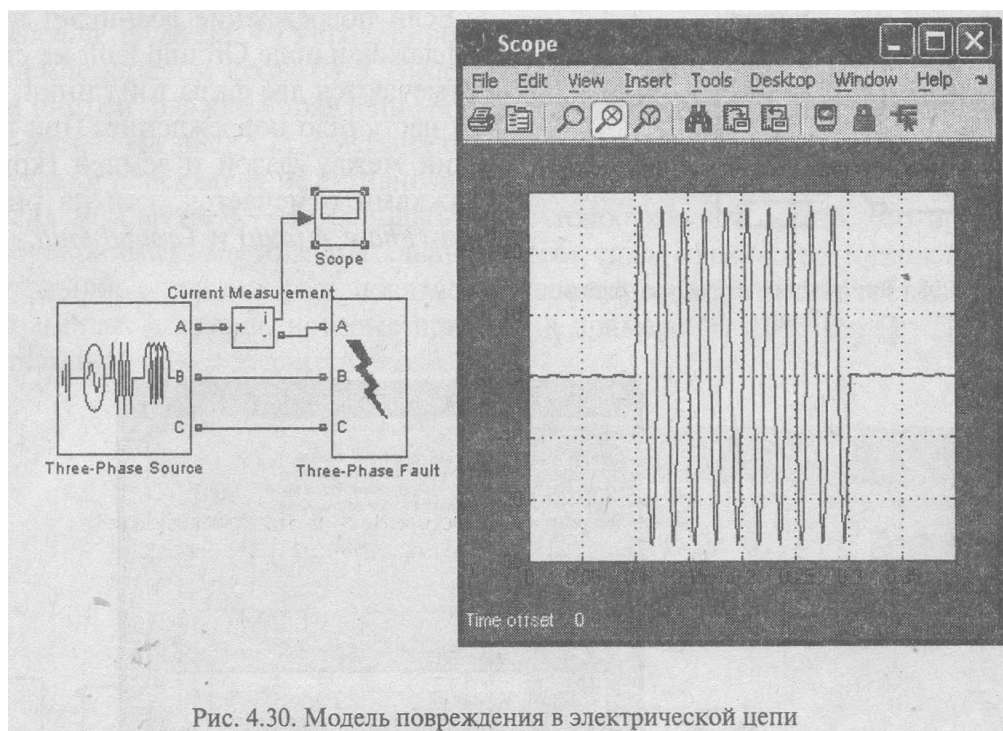 Scope
File Edit View Insert Tools Desktop Window Help
Scope
Current Measurement
i
+
-
A
B
C
A
B
C
Three-Phase Source
Three-Phase Fault
Time offset 0
Рис. 4.30. Модель повреждения в электрической цепи